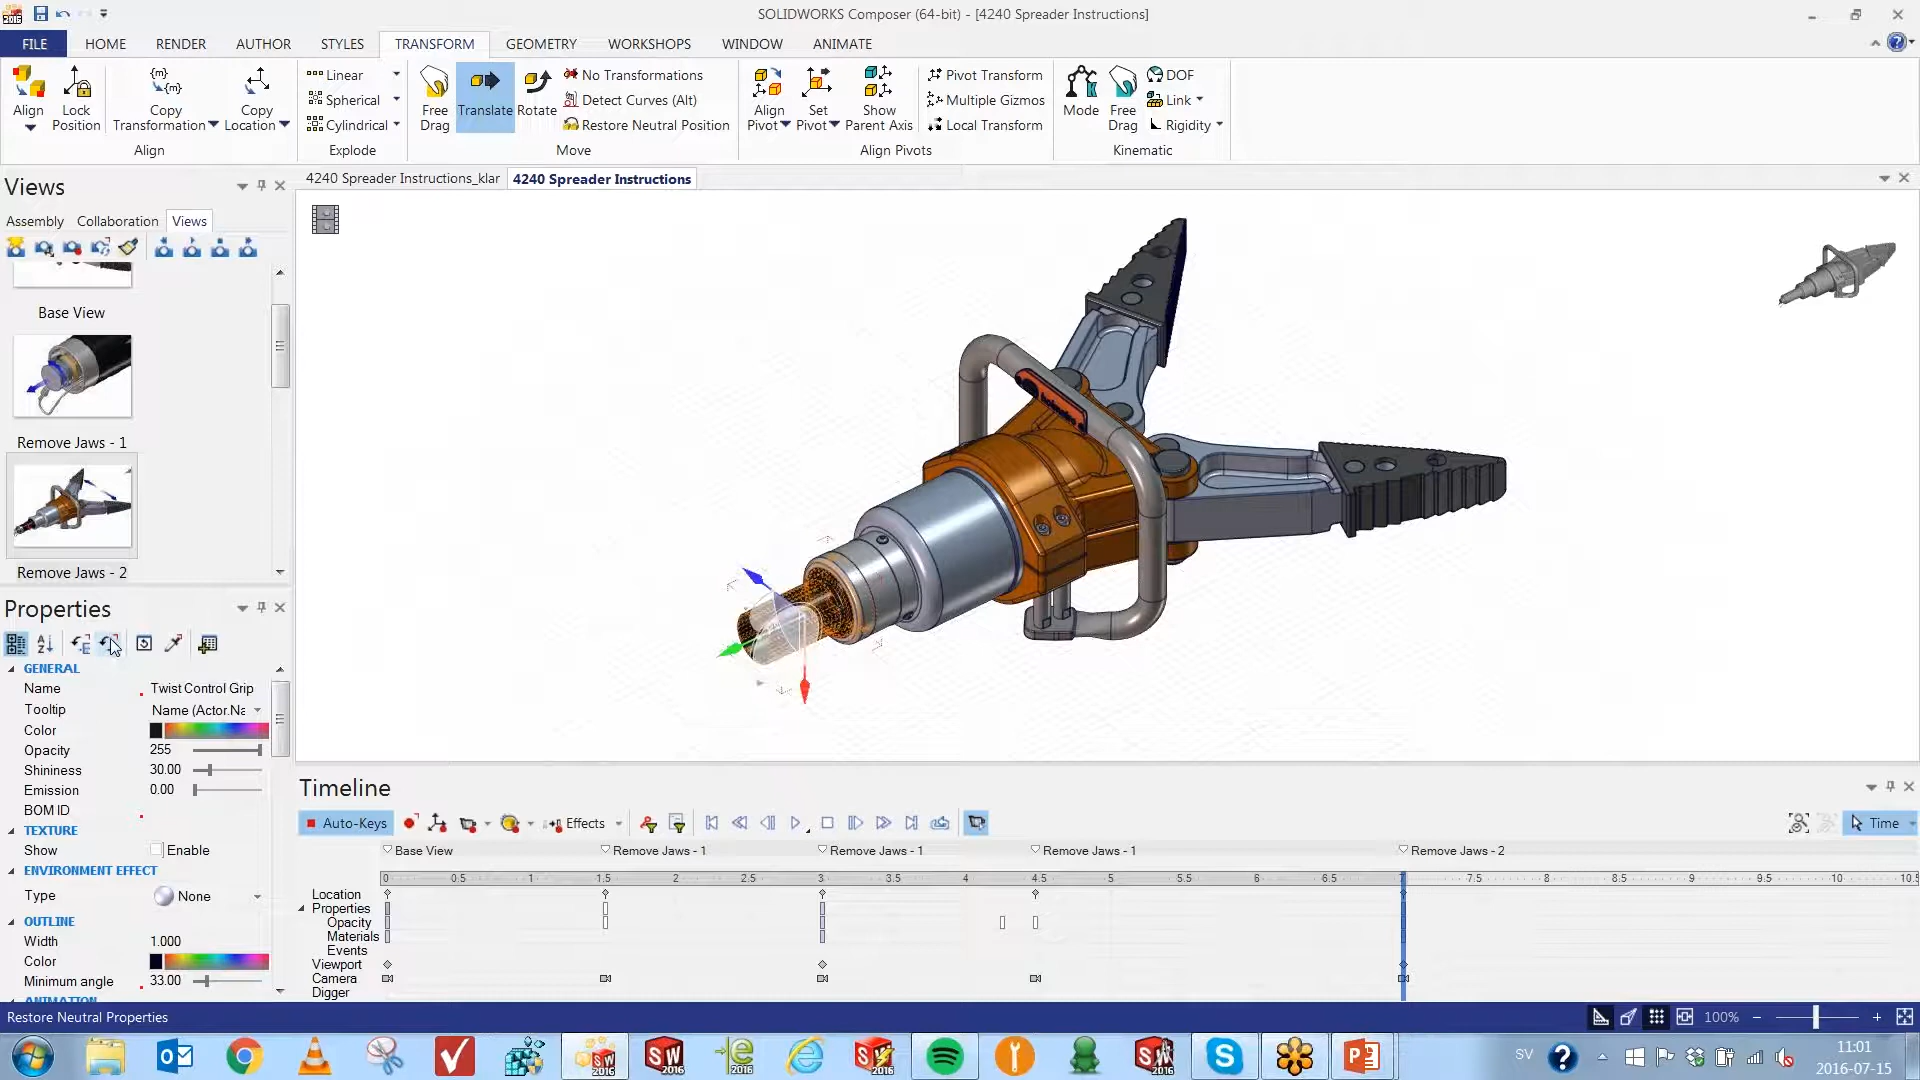 SOLIDWORKS Composer (64-bit) - [4240 Spreader Instructions]
FILE HOME RENDER AUTHOR STYLES TRANSFORM GEOMETRY WORKSHOPS WINDOW ANIMATE
Align
Lock Position
Copy Transformation
Copy Location
Align
Linear
Spherical
Cylindrical
Explode
Free Drag
Translate
Rotate
No Transformations
Detect Curves (Alt)
Restore Neutral Position
Move
Align Pivot
Set Pivot
Show Parent Axis
Pivot Transform
Multiple Gizmos
Local Transform
Align Pivots
Mode
Free Drag
DOF
Link
Rigidity
Kinematic
Views
Assembly Collaboration Views
Base View
Remove Jaws - 1
Remove Jaws - 2
4240 Spreader Instructions_klar 4240 Spreader Instructions
Properties
GENERAL
Name Twist Control Grip
Tooltip Name (Actor.Na
Color
Opacity 255
Shininess 30.00
Emission 0.00
BOM ID
TEXTURE
Show Enable
ENVIRONMENT EFFECT
Type None
OUTLINE
Width 1.000
Color
Minimum angle 33.00
ANIMATION
Timeline
Auto-Keys Effects Time
Base View Remove Jaws - 1 Remove Jaws - 1 Remove Jaws - 1 Remove Jaws - 2
0 0.5 1 1.5 2 2.5 3 3.5 4 4.5 5 5.5 6 6.5 7.5 8 8.5 9 9.5 10 10.5
Location
Properties
Opacity
Materials
Events
Viewport
Camera
Digger
Restore Neutral Properties 100%
SV 11:01
2016-07-15